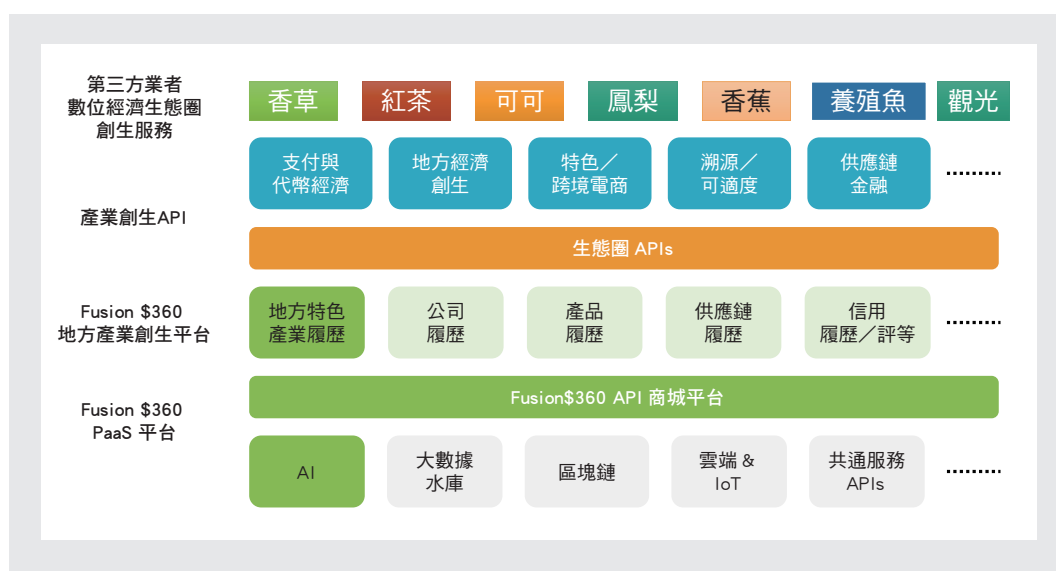 第三方業者
數位經濟生態圈
創生服務
香草
紅茶
可可
鳳梨
香蕉
養殖魚
觀光
支付與
代幣經濟
地方經濟
創生
特色／
跨境電商
溯源／
可適度
供應鏈
金融
………
產業創生API
生態圈 APIs
Fusion $360
地方產業創生平台
地方特色
產業履歷
公司
履歷
產品
履歷
供應鏈
履歷
信用
履歷／評等
………
Fusion $360
PaaS 平台
Fusion$360 API 商城平台
AI
大數據
水庫
區塊鏈
雲端 &
IoT
共通服務
APIs
………